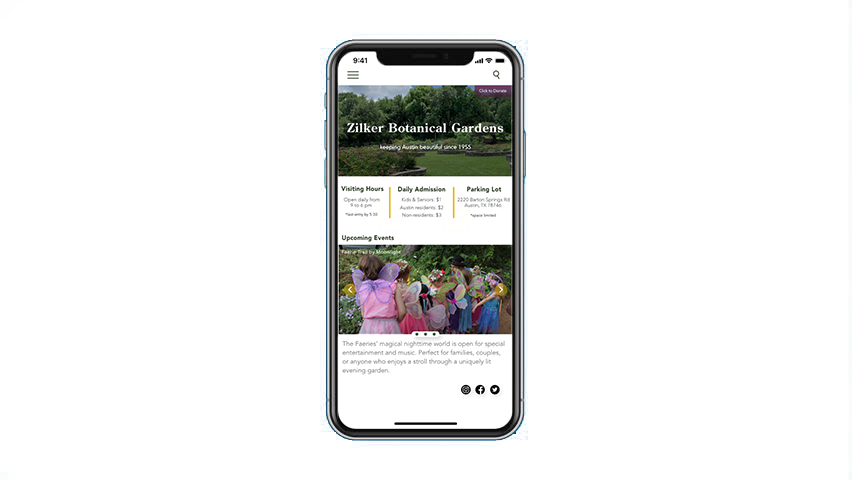 9:41
Click to Donate
Zilker Botanical Gardens
keeping Austin beautiful since 1955
Visiting Hours
Open daily from
9 to 6 pm
*last entry by 5:30
Daily Admission
Kids & Seniors: $1
Austin residents: $2
Non-residents: $3
Parking Lot
2220 Barton Springs Rd
Austin, TX 78746
*space limited
Upcoming Events
Faerie Trail by Moonlight
The Faeries' magical nighttime world is open for special
entertainment and music. Perfect for families, couples,
or anyone who enjoys a stroll through a uniquely lit
evening garden.